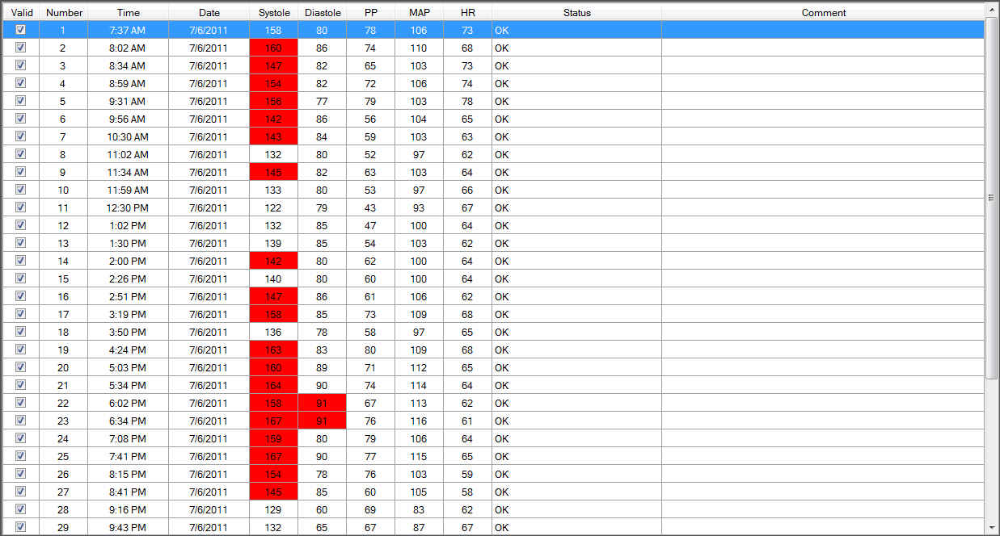 Valid Number Time Date Systole Diastole PP MAP HR Status Comment
1 7:37 AM 7/6/2011 158 80 78 106 73 OK
2 8:02 AM 7/6/2011 160 86 74 110 68 OK
3 8:34 AM 7/6/2011 147 82 65 103 73 OK
4 8:59 AM 7/6/2011 154 82 72 106 74 OK
5 9:31 AM 7/6/2011 156 77 79 103 78 OK
6 9:56 AM 7/6/2011 142 86 56 104 65 OK
7 10:30 AM 7/6/2011 143 84 59 103 63 OK
8 11:02 AM 7/6/2011 132 80 52 97 62 OK
9 11:34 AM 7/6/2011 145 82 63 103 64 OK
10 11:59 AM 7/6/2011 133 80 53 97 66 OK
11 12:30 PM 7/6/2011 122 79 43 93 67 OK
12 1:02 PM 7/6/2011 132 85 47 100 64 OK
13 1:30 PM 7/6/2011 139 85 54 103 62 OK
14 2:00 PM 7/6/2011 142 80 62 100 64 OK
15 2:26 PM 7/6/2011 140 80 60 100 64 OK
16 2:51 PM 7/6/2011 147 86 61 106 62 OK
17 3:19 PM 7/6/2011 158 85 73 109 68 OK
18 3:50 PM 7/6/2011 136 78 58 97 65 OK
19 4:24 PM 7/6/2011 163 83 80 109 68 OK
20 5:03 PM 7/6/2011 160 89 71 112 65 OK
21 5:34 PM 7/6/2011 164 90 74 114 64 OK
22 6:02 PM 7/6/2011 158 91 67 113 62 OK
23 6:34 PM 7/6/2011 167 91 76 116 61 OK
24 7:08 PM 7/6/2011 159 80 79 106 64 OK
25 7:41 PM 7/6/2011 167 90 77 115 65 OK
26 8:15 PM 7/6/2011 154 78 76 103 59 OK
27 8:41 PM 7/6/2011 145 85 60 105 58 OK
28 9:16 PM 7/6/2011 129 60 69 83 62 OK
29 9:43 PM 7/6/2011 132 65 67 87 67 OK